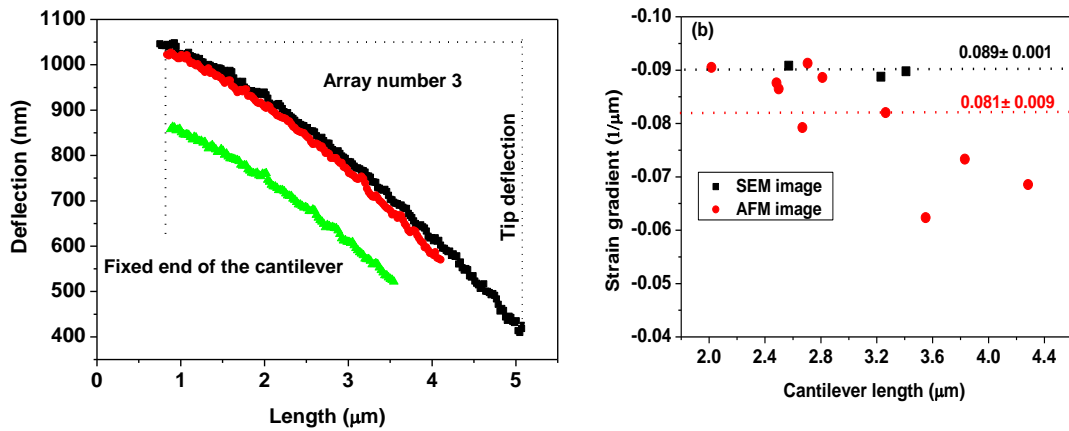 1100
1000
900
800
700
600
500
400
Deflection (nm)
Array number 3
Tip deflection
Fixed end of the cantilever
0 1 2 3 4 5
Length (μm)
(b)
-0.10
-0.09
-0.08
-0.07
-0.06
-0.05
-0.04
Strain gradient (1/μm)
0.089± 0.001
0.081± 0.009
SEM image
AFM image
2.0 2.4 2.8 3.2 3.6 4.0 4.4
Cantilever length (μm)